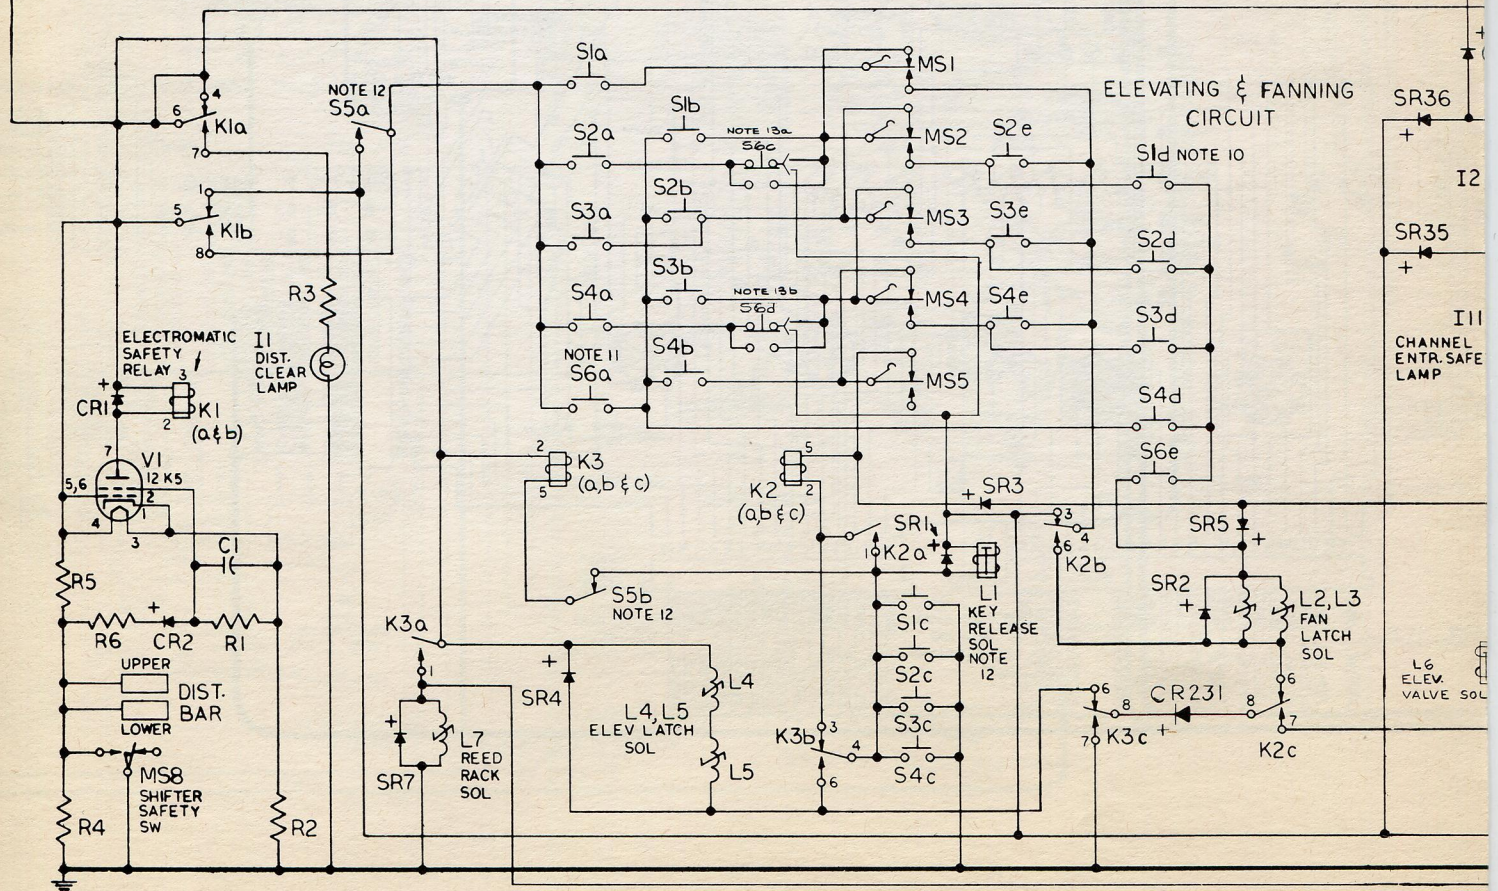 NOTE 12
S5a
S1a
MS1
ELEVATING & FANNING
CIRCUIT
SR36
+
4
6
K1a
7
S2a
S1b
NOTE 13a
S6c
MS2
S2e
S1d NOTE 10
I2
1
5
K1b
8
S3a
S2b
MS3
S3e
S2d
SR35
+
R3
S4a
S3b
NOTE 13b
S6d
MS4
S4e
S3d
I11
CHANNEL
ENTR. SAFE
LAMP
ELECTROMATIC
SAFETY
RELAY
3
I1
DIST.
CLEAR
LAMP
NOTE 11
S6a
S4b
MS5
S4d
+
CR1
K1
2
(a&b)
S6e
7
V1
12 K5
5,6
2
1
4
3
2
K3
(a,b & c)
5
5
K2
2
(a,b & c)
+
SR3
3
4
6
K2b
SR5
+
C1
SR1
+
1
K2a
R5
R6
+
CR2
R1
S5b
NOTE 12
L1
KEY
RELEASE
SOL
NOTE
12
S1c
S2c
S3c
S4c
SR2
+
L2,L3
FAN
LATCH
SOL
UPPER
DIST.
BAR
LOWER
K3a
1
+
SR4
L4
L4,L5
ELEV LATCH
SOL
L5
K3b
3
4
6
6
8
7
K3c
CR231
+
8
6
7
K2c
L6
ELEV.
VALVE SOL
MS8
SHIFTER
SAFETY
SW
+
SR7
L7
REED
RACK
SOL
R4
R2